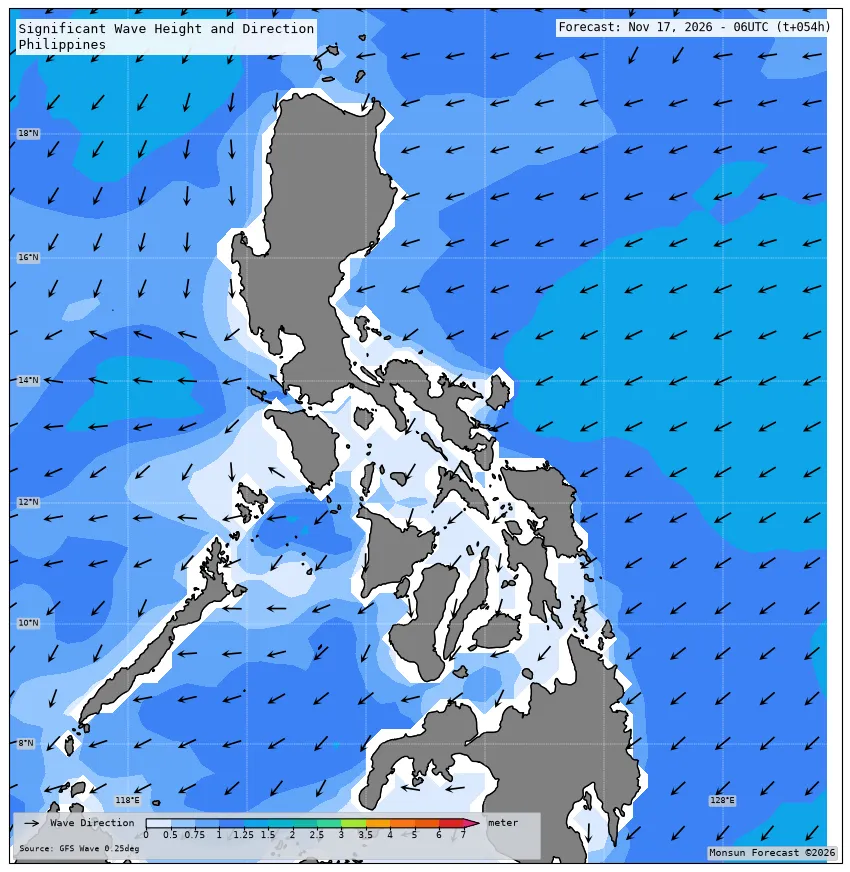 Significant Wave Height and Direction
Philippines
Forecast: Nov 17, 2026 - 06UTC (t+054h)
18°N
16°N
14°N
12°N
10°N
8°N
118°E
128°E
Wave Direction
0 0.5 0.75 1 1.25 1.5 2 2.5 3 3.5 4 5 6 7
meter
Source: GFS Wave 0.25deg
Monsun Forecast ©2026